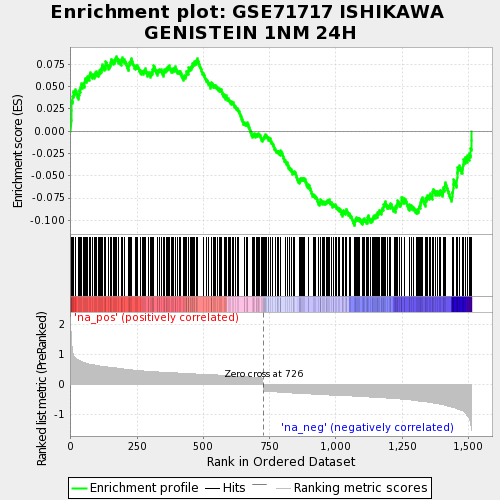 Enrichment plot: GSE71717 ISHIKAWA
GENISTEIN 1NM 24H
Enrichment score (ES)
0.075
0.050
0.025
0.000
-0.025
-0.050
-0.075
-0.100
'na_pos' (positively correlated)
Ranked list metric (PreRanked)
2
1
0
-1
Zero cross at 726
'na_neg' (negatively correlated)
0
250
500
750
1,000
1,250
1,500
Rank in Ordered Dataset
Enrichment profile
Hits
Ranking metric scores